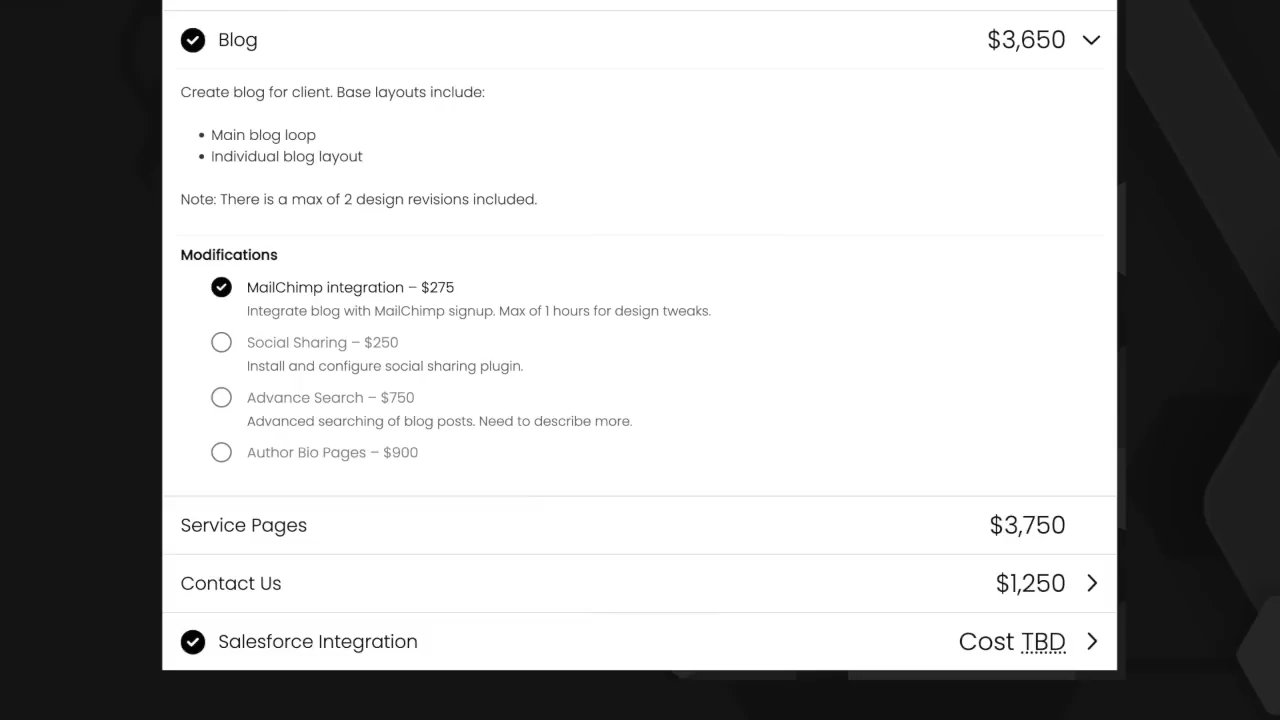 Blog $3,650
Create blog for client. Base layouts include:
• Main blog loop
• Individual blog layout
Note: There is a max of 2 design revisions included.
Modifications
MailChimp integration – $275
Integrate blog with MailChimp signup. Max of 1 hours for design tweaks.
Social Sharing – $250
Install and configure social sharing plugin.
Advance Search – $750
Advanced searching of blog posts. Need to describe more.
Author Bio Pages – $900
Service Pages $3,750
Contact Us $1,250
Salesforce Integration Cost TBD